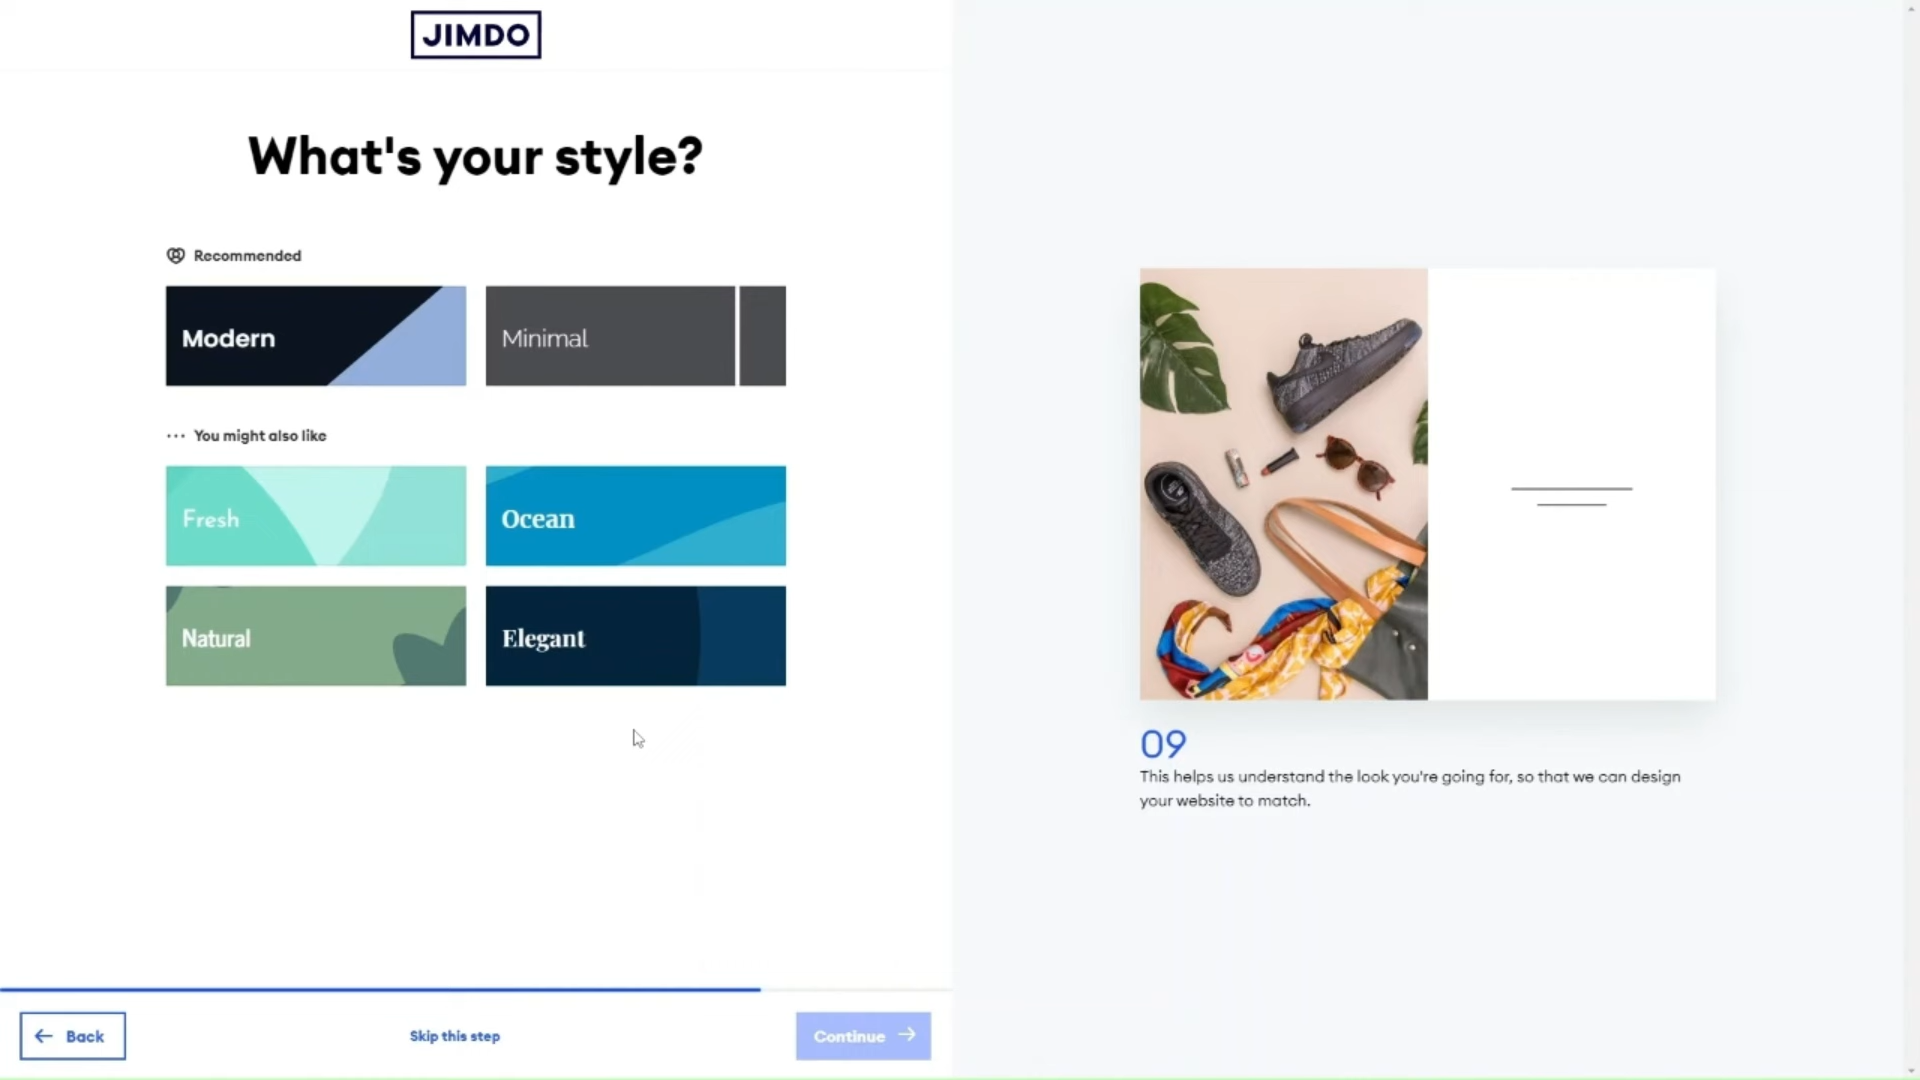 JIMDO
What's your style?
Recommended
Modern
Minimal
You might also like
Fresh
Ocean
Natural
Elegant
09
This helps us understand the look you're going for, so that we can design
your website to match.
Back
Skip this step
Continue